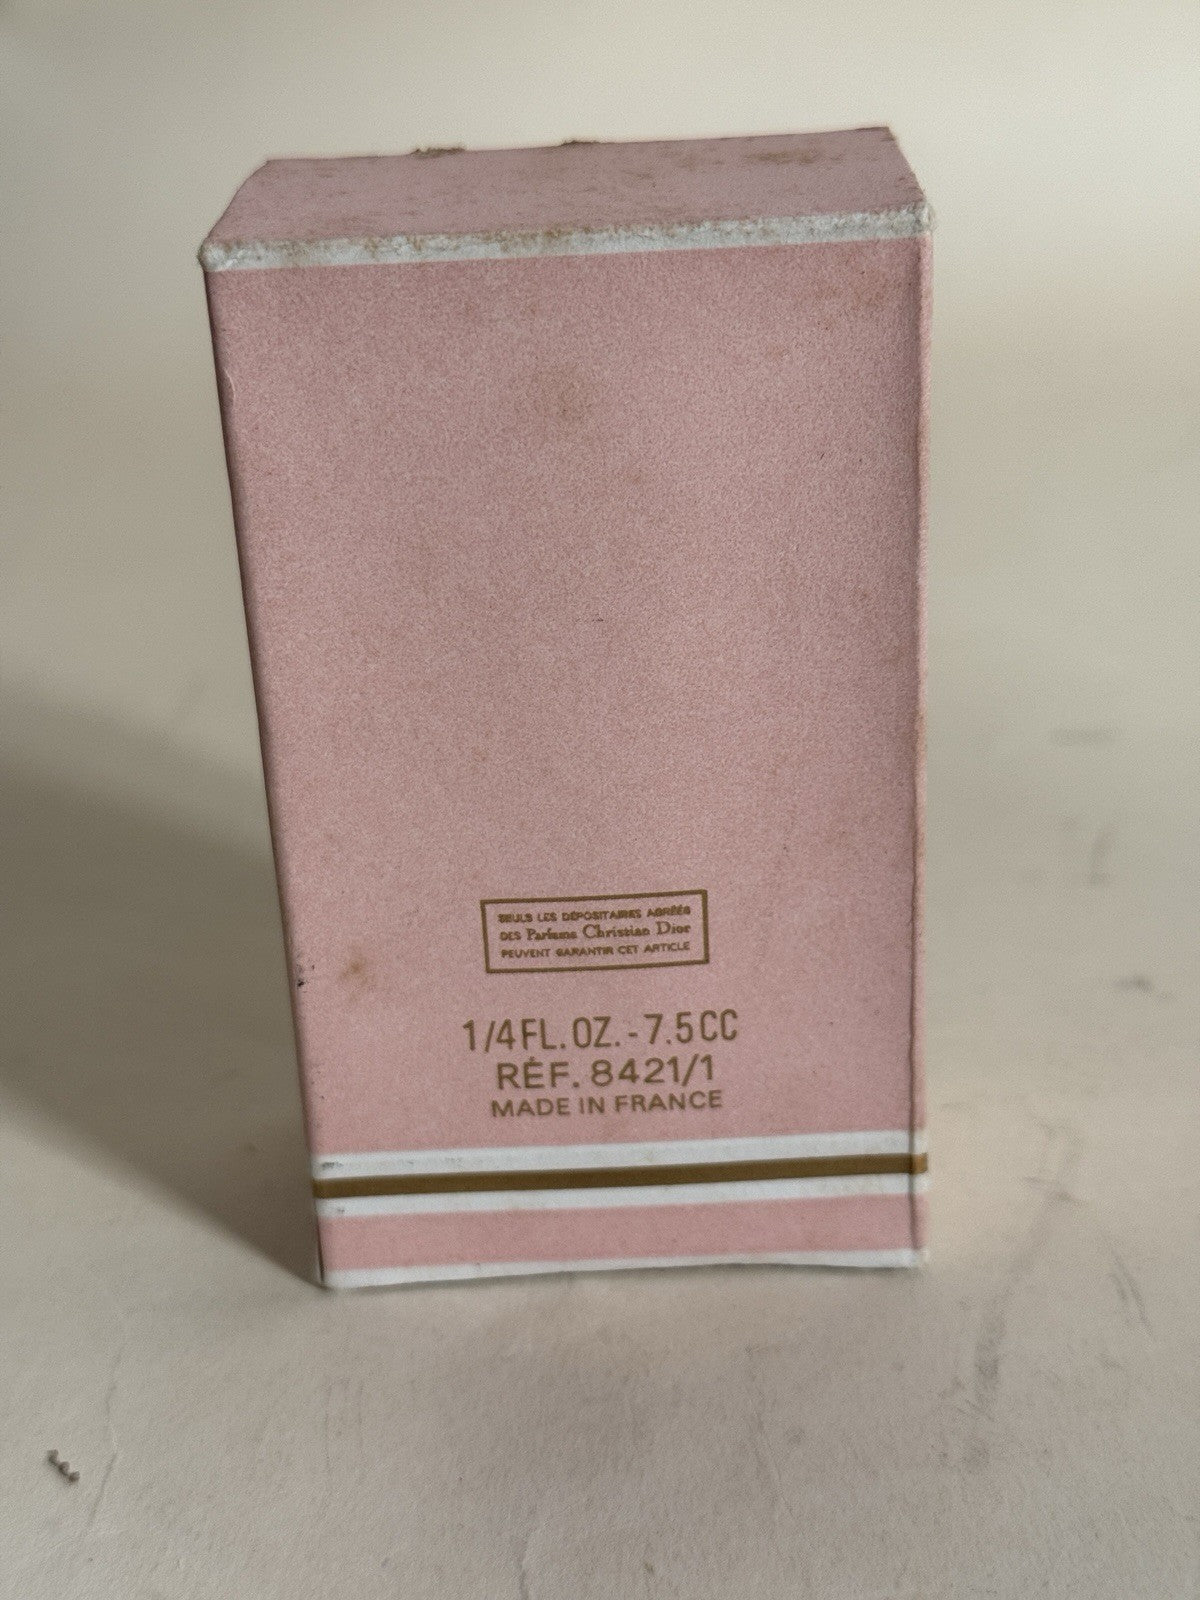 SEULS LES DÉPOSITAIRES AGRÉÉS
DES Parfums Christian Dior
PEUVENT GARANTIR CET ARTICLE
1/4FL.OZ.-7.5CC
RÉF. 8421/1
MADE IN FRANCE